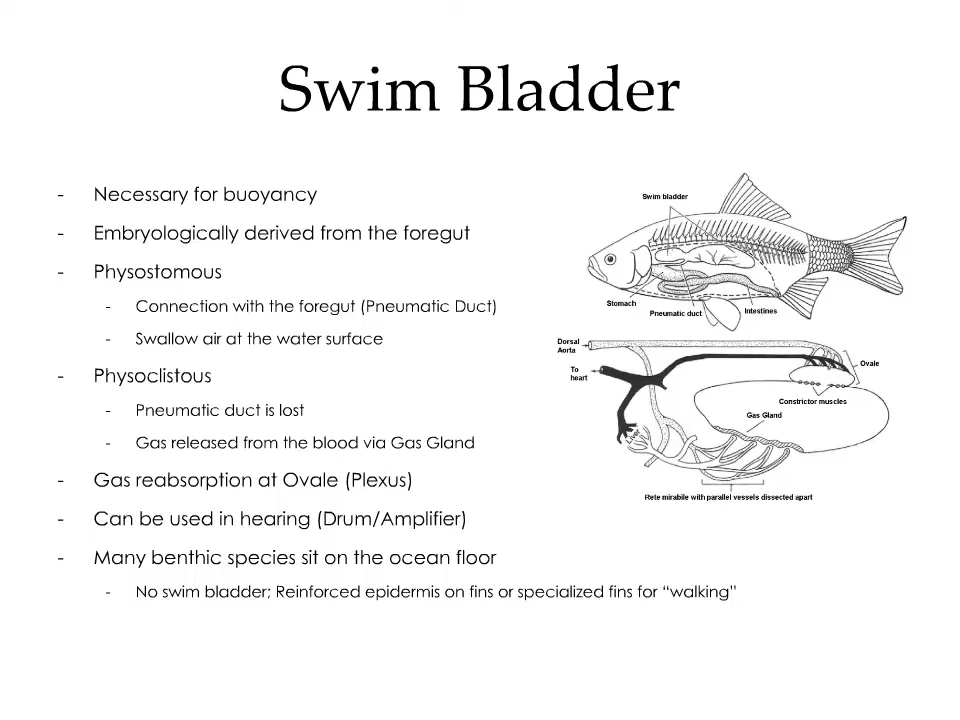 Swim Bladder
- Necessary for buoyancy
- Embryologically derived from the foregut
- Physostomous
- Connection with the foregut (Pneumatic Duct)
- Swallow air at the water surface
- Physoclistous
- Pneumatic duct is lost
- Gas released from the blood via Gas Gland
- Gas reabsorption at Ovale (Plexus)
- Can be used in hearing (Drum/Amplifier)
- Many benthic species sit on the ocean floor
- No swim bladder; Reinforced epidermis on fins or specialized fins for “walking”
Swim bladder
Stomach
Pneumatic duct
Intestines
Dorsal
Aorta
To
heart
Ovale
Constrictor muscles
Gas Gland
Liver
Rete mirabile with parallel vessels dissected apart